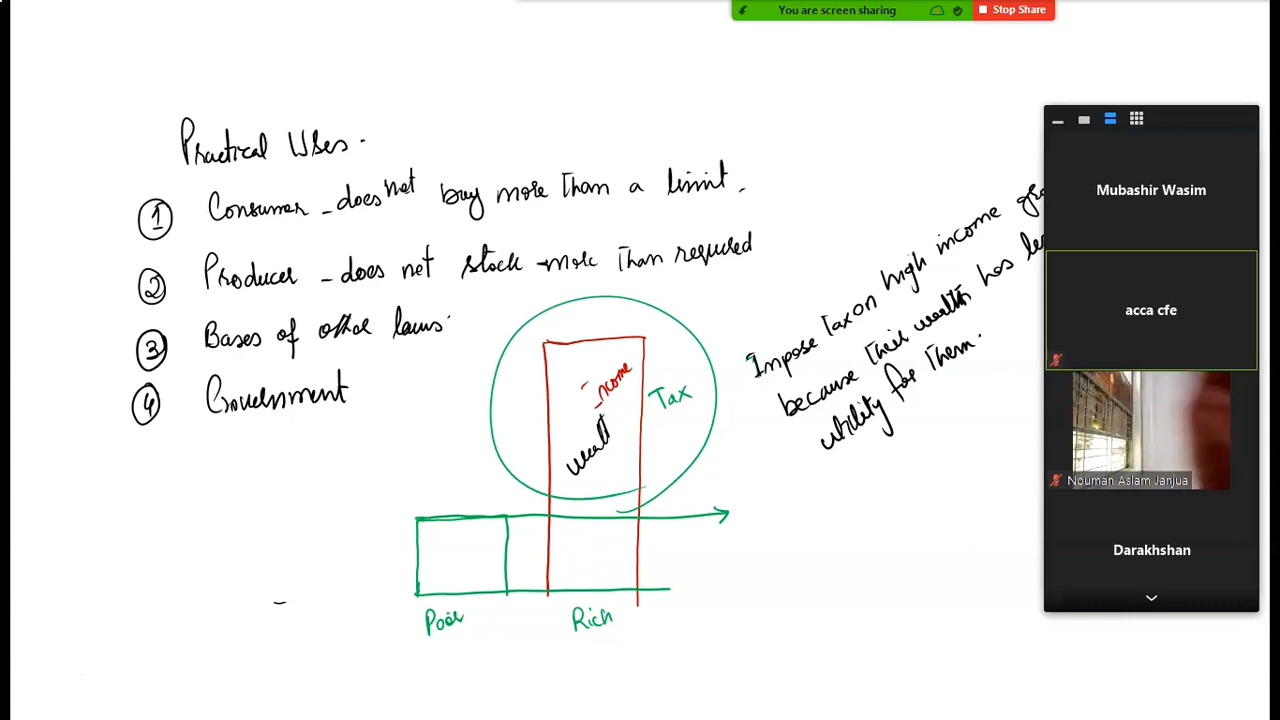 You are screen sharing
Stop Share
Practical Uses.
1 Consumer - does not buy more than a limit.
2 Producer - does not stock more than required
3 Bases of other laws.
4 Government
Income
Tax
Poor
Rich
Impose Tax on high income
because their wealth has
utility for them.
Mubashir Wasim
acca cfe
Nouman Aslam Janjua
Darakhshan